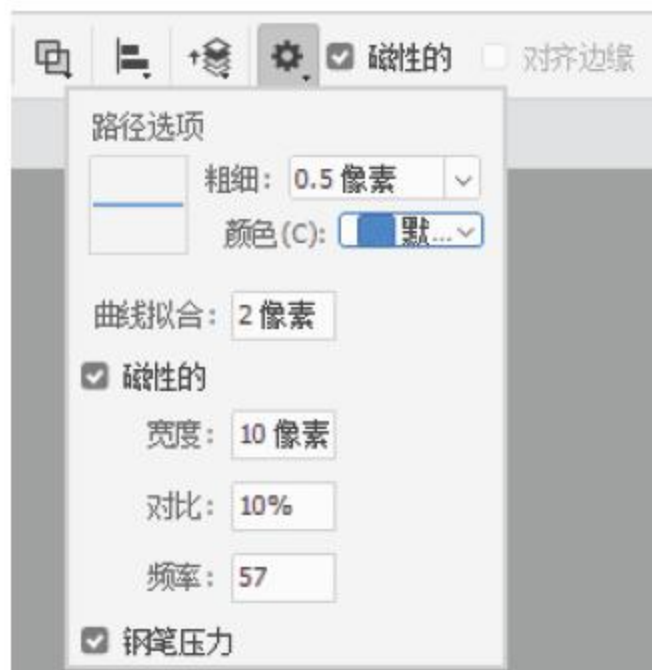 磁性的 对齐边缘
路径选项
粗细: 0.5 像素
颜色(C): 默...
曲线拟合: 2 像素
磁性的
宽度: 10 像素
对比: 10%
频率: 57
钢笔压力